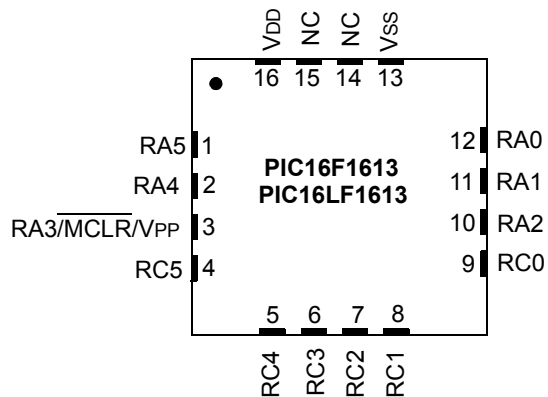 VDD NC NC VSS
16 15 14 13
RA5 1 12 RA0
RA4 2 PIC16F1613 11 RA1
PIC16LF1613
RA3/MCLR/VPP 3 10 RA2
RC5 4 9 RC0
5 6 7 8
RC4 RC3 RC2 RC1